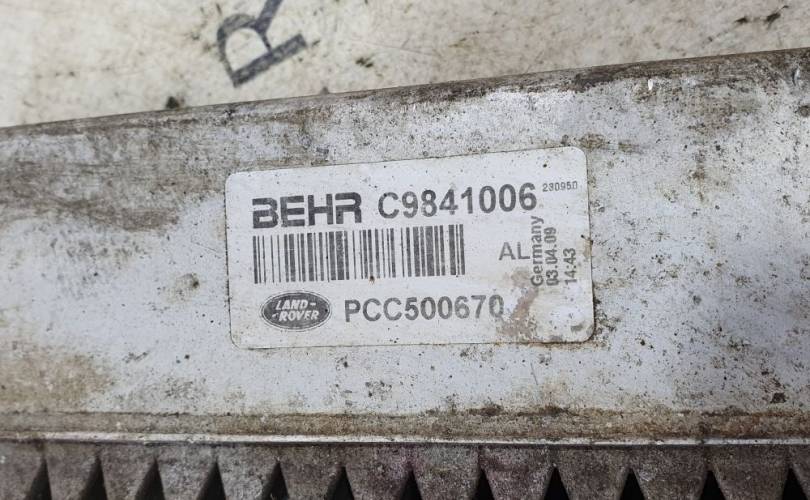 R
BEHR C9841006 230950
AL
Germany
03.04.09
14:43
LAND-
ROVER
PCC500670